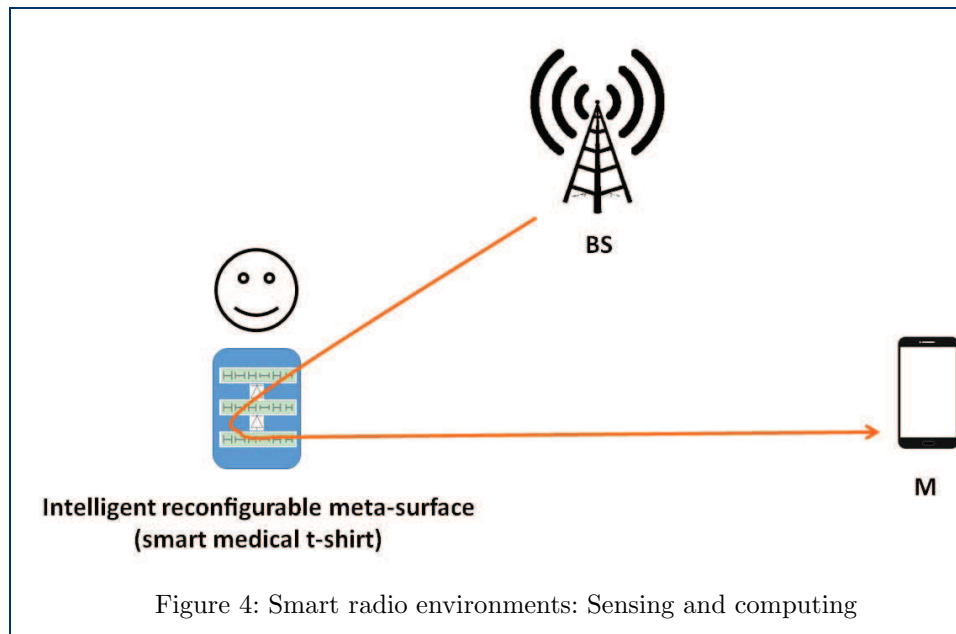 BS
M
Intelligent reconfigurable meta-surface
(smart medical t-shirt)
Figure 4: Smart radio environments: Sensing and computing